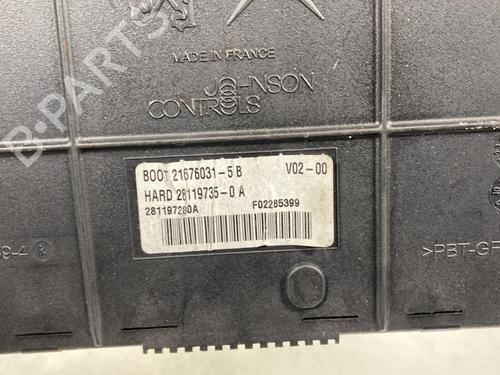 MADE IN FRANCE
JOHNSON
CONTROLS
BOOT 21676031-5 B V02-00
HARD 28119735-0 A
281197280A F02285399
>PBT-GF
B-PARTS